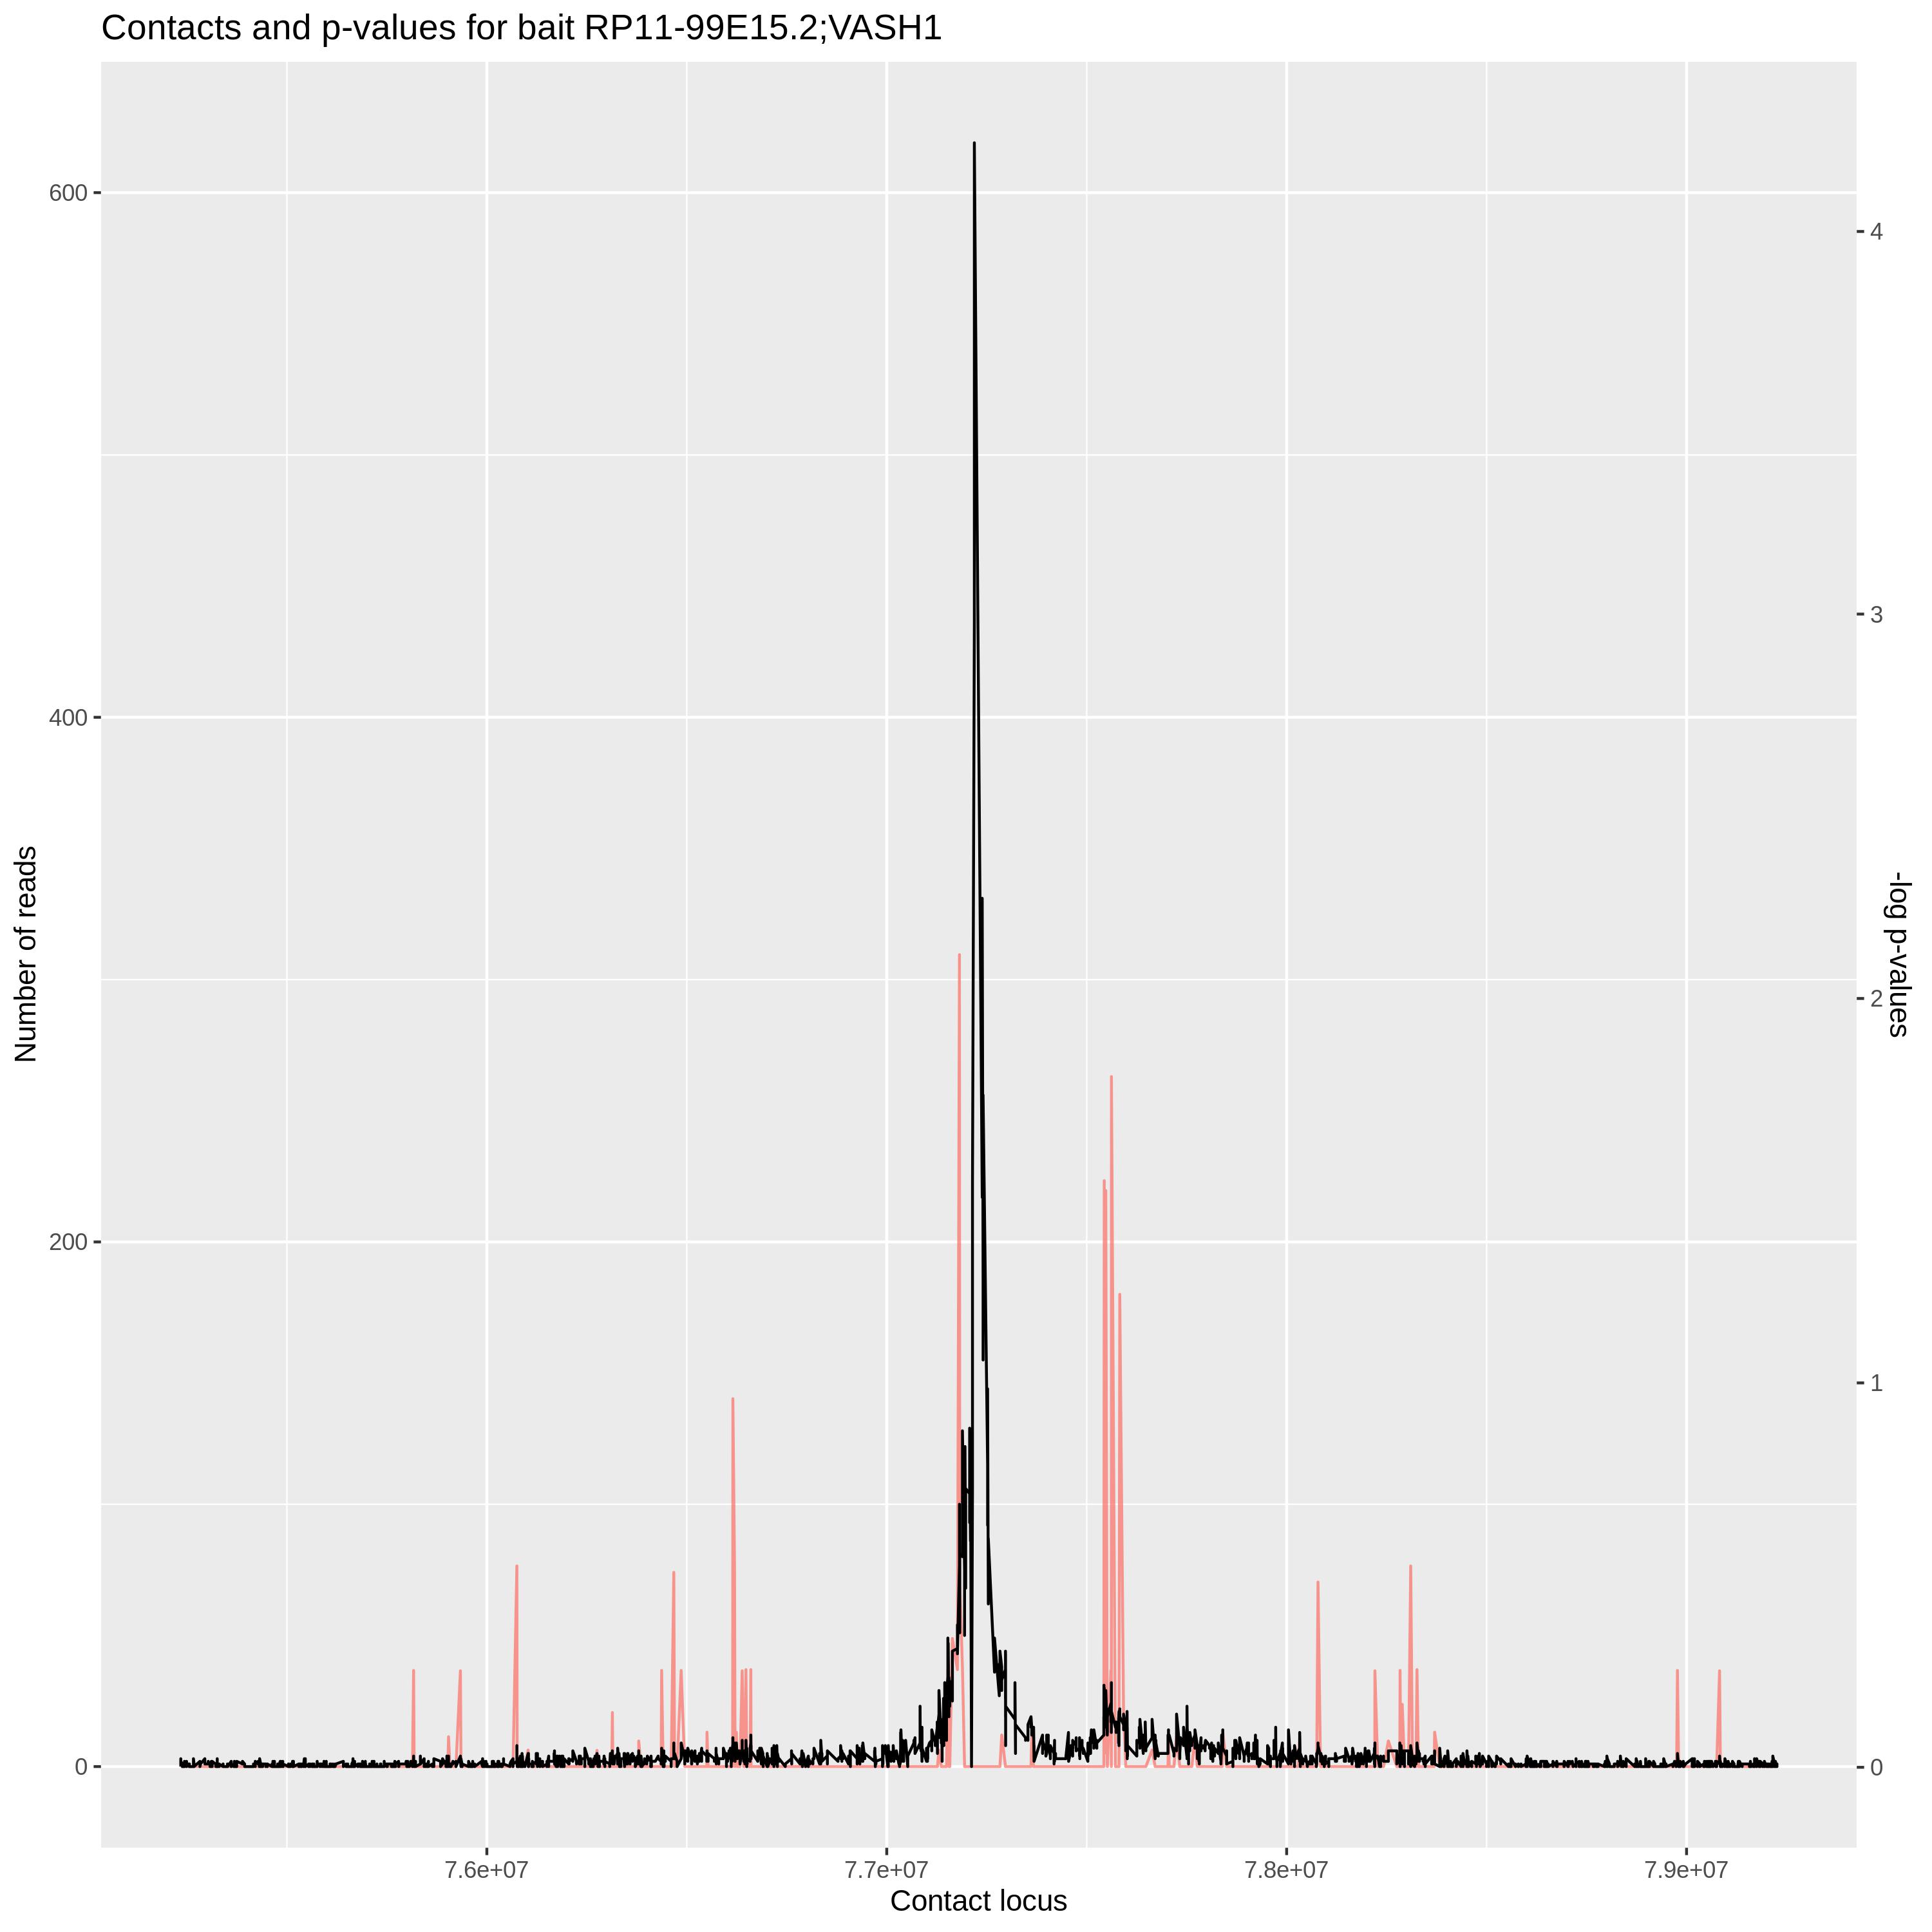 Contacts and p-values for bait RP11-99E15.2;VASH1
Number of reads
600
400
200
0
4
3
2
1
0
-log p-values
7.6e+07
7.7e+07
7.8e+07
7.9e+07
Contact locus